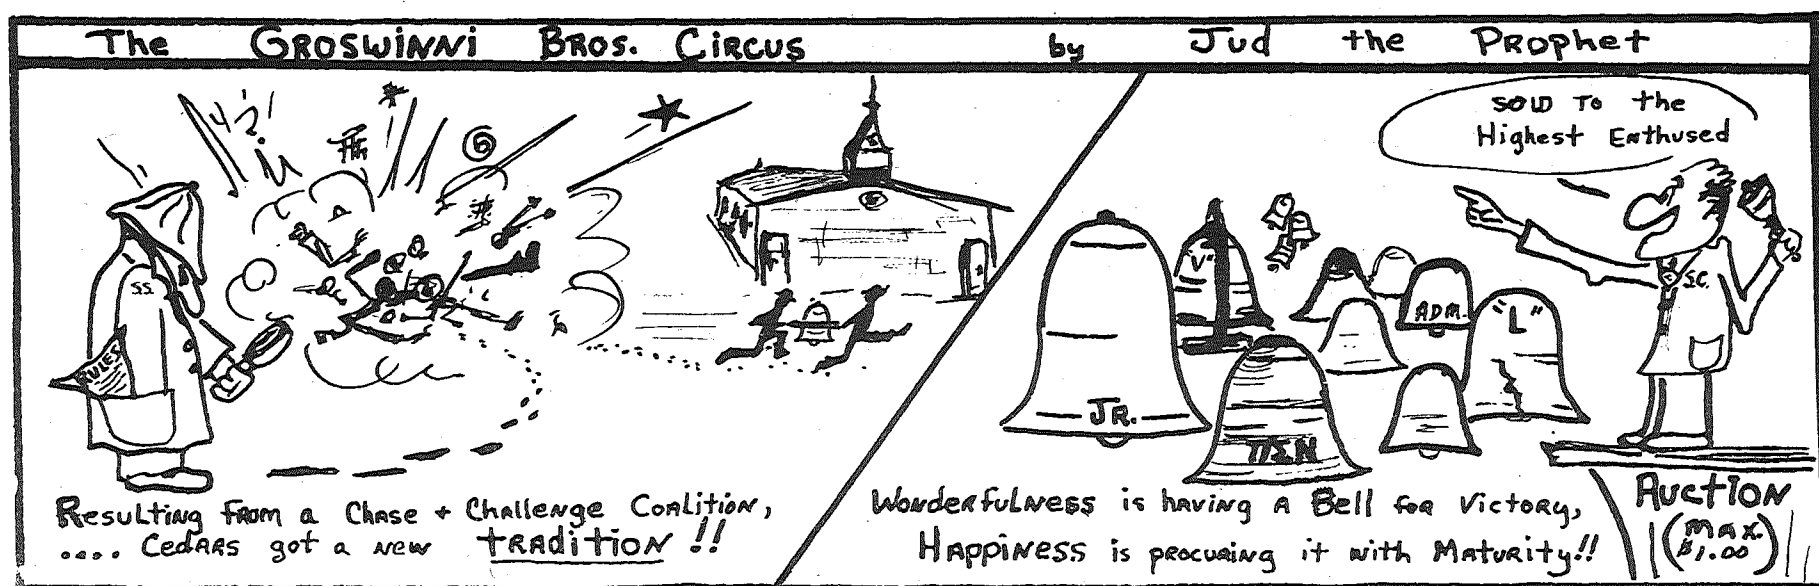 The GROSWINNi BROS. CiRCUS by Jud the PROPHET
S.S.
RULES
Resulting From a Chase + Challenge Coalition,
.... CedARS got a new tRAditioN !!
SOLD To the
Highest Enthused
"V"
ADM.
"L"
S.C.
JR.
ΠΣΝ
WONDERfulNESS is hAviNg A Bell foR Victory,
HAPPiNESS is pROCURiNg it with MAtuRity!!
AUCTiON
(MAX.
$1.00)